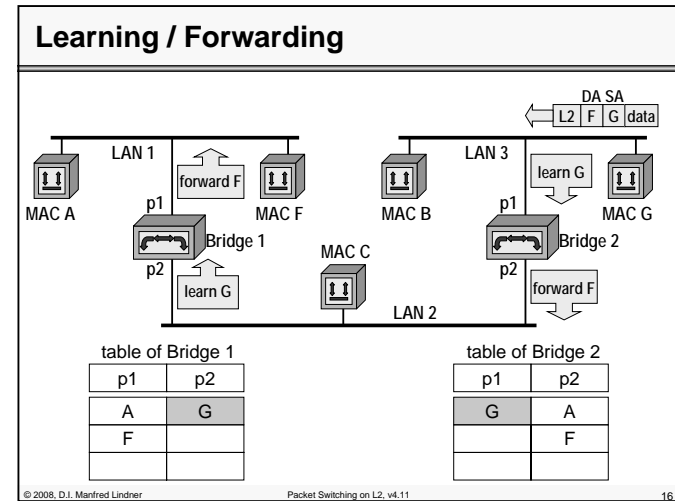 Learning / Forwarding
DA SA
L2 F G data
LAN 1
LAN 3
forward F
learn G
p1
p1
MAC A
MAC F
MAC B
MAC G
Bridge 1
Bridge 2
MAC C
p2
p2
learn G
forward F
LAN 2
table of Bridge 1
p1 p2
A G
F
table of Bridge 2
p1 p2
G A
F
© 2008, D.I. Manfred Lindner
Packet Switching on L2, v4.11
16